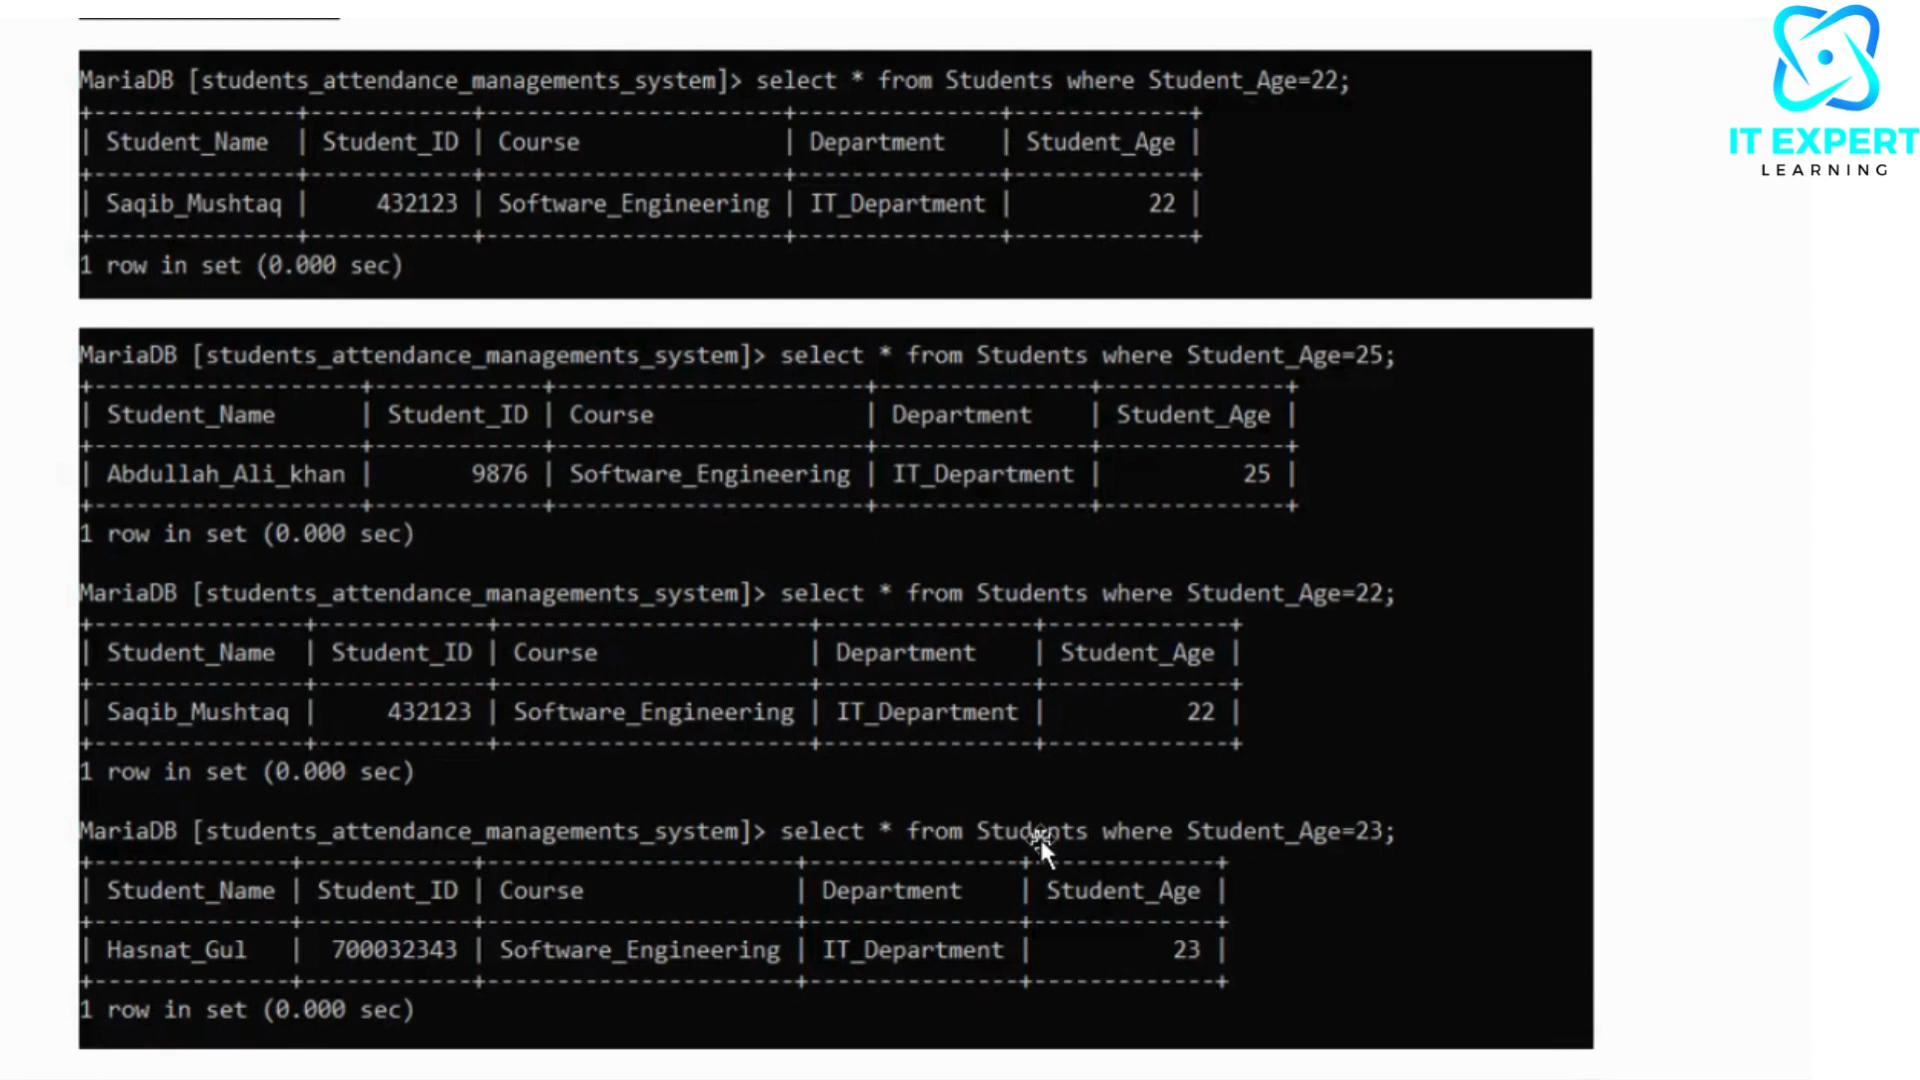 IT EXPERT
LEARNING
MariaDB [students_attendance_managements_system]> select * from Students where Student_Age=22;
+---------------+------------+----------------------+---------------+-------------+
| Student_Name | Student_ID | Course | Department | Student_Age |
+---------------+------------+----------------------+---------------+-------------+
| Saqib_Mushtaq | 432123 | Software_Engineering | IT_Department | 22 |
+---------------+------------+----------------------+---------------+-------------+
1 row in set (0.000 sec)
MariaDB [students_attendance_managements_system]> select * from Students where Student_Age=25;
+-------------------+------------+----------------------+---------------+-------------+
| Student_Name | Student_ID | Course | Department | Student_Age |
+-------------------+------------+----------------------+---------------+-------------+
| Abdullah_Ali_khan | 9876 | Software_Engineering | IT_Department | 25 |
+-------------------+------------+----------------------+---------------+-------------+
1 row in set (0.000 sec)
MariaDB [students_attendance_managements_system]> select * from Students where Student_Age=22;
+---------------+------------+----------------------+---------------+-------------+
| Student_Name | Student_ID | Course | Department | Student_Age |
+---------------+------------+----------------------+---------------+-------------+
| Saqib_Mushtaq | 432123 | Software_Engineering | IT_Department | 22 |
+---------------+------------+----------------------+---------------+-------------+
1 row in set (0.000 sec)
MariaDB [students_attendance_managements_system]> select * from Students where Student_Age=23;
+--------------+------------+----------------------+---------------+-------------+
| Student_Name | Student_ID | Course | Department | Student_Age |
+--------------+------------+----------------------+---------------+-------------+
| Hasnat_Gul | 700032343 | Software_Engineering | IT_Department | 23 |
+--------------+------------+----------------------+---------------+-------------+
1 row in set (0.000 sec)